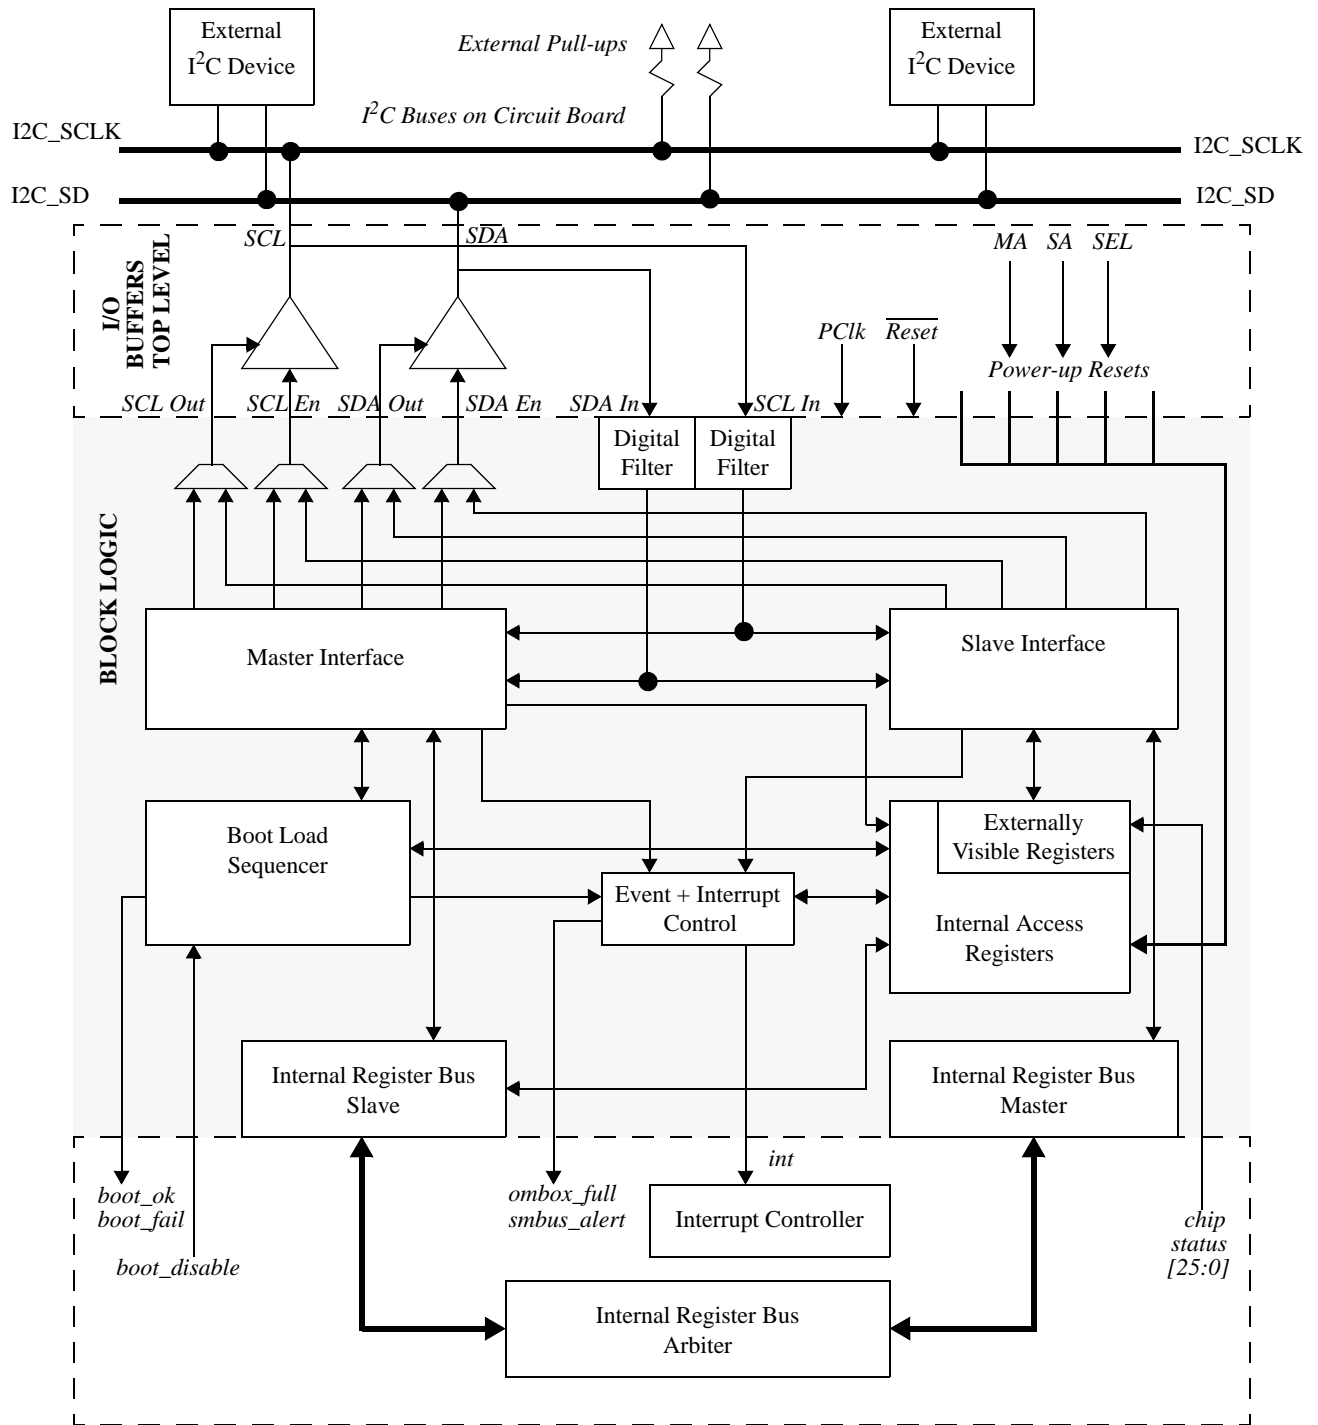 External
I²C Device
External Pull-ups
External
I²C Device
I²C Buses on Circuit Board
I2C_SCLK
I2C_SCLK
I2C_SD
I2C_SD
I/O
BUFFERS
TOP LEVEL
SCL
SDA
MA SA SEL
PClk Reset
Power-up Resets
SCL Out SCL En SDA Out SDA En SDA In SCL In
Digital
Filter
Digital
Filter
BLOCK LOGIC
Master Interface
Slave Interface
Boot Load
Sequencer
Externally
Visible Registers
Event + Interrupt
Control
Internal Access
Registers
Internal Register Bus
Slave
Internal Register Bus
Master
int
boot_ok
boot_fail
boot_disable
ombox_full
smbus_alert
Interrupt Controller
chip
status
[25:0]
Internal Register Bus
Arbiter